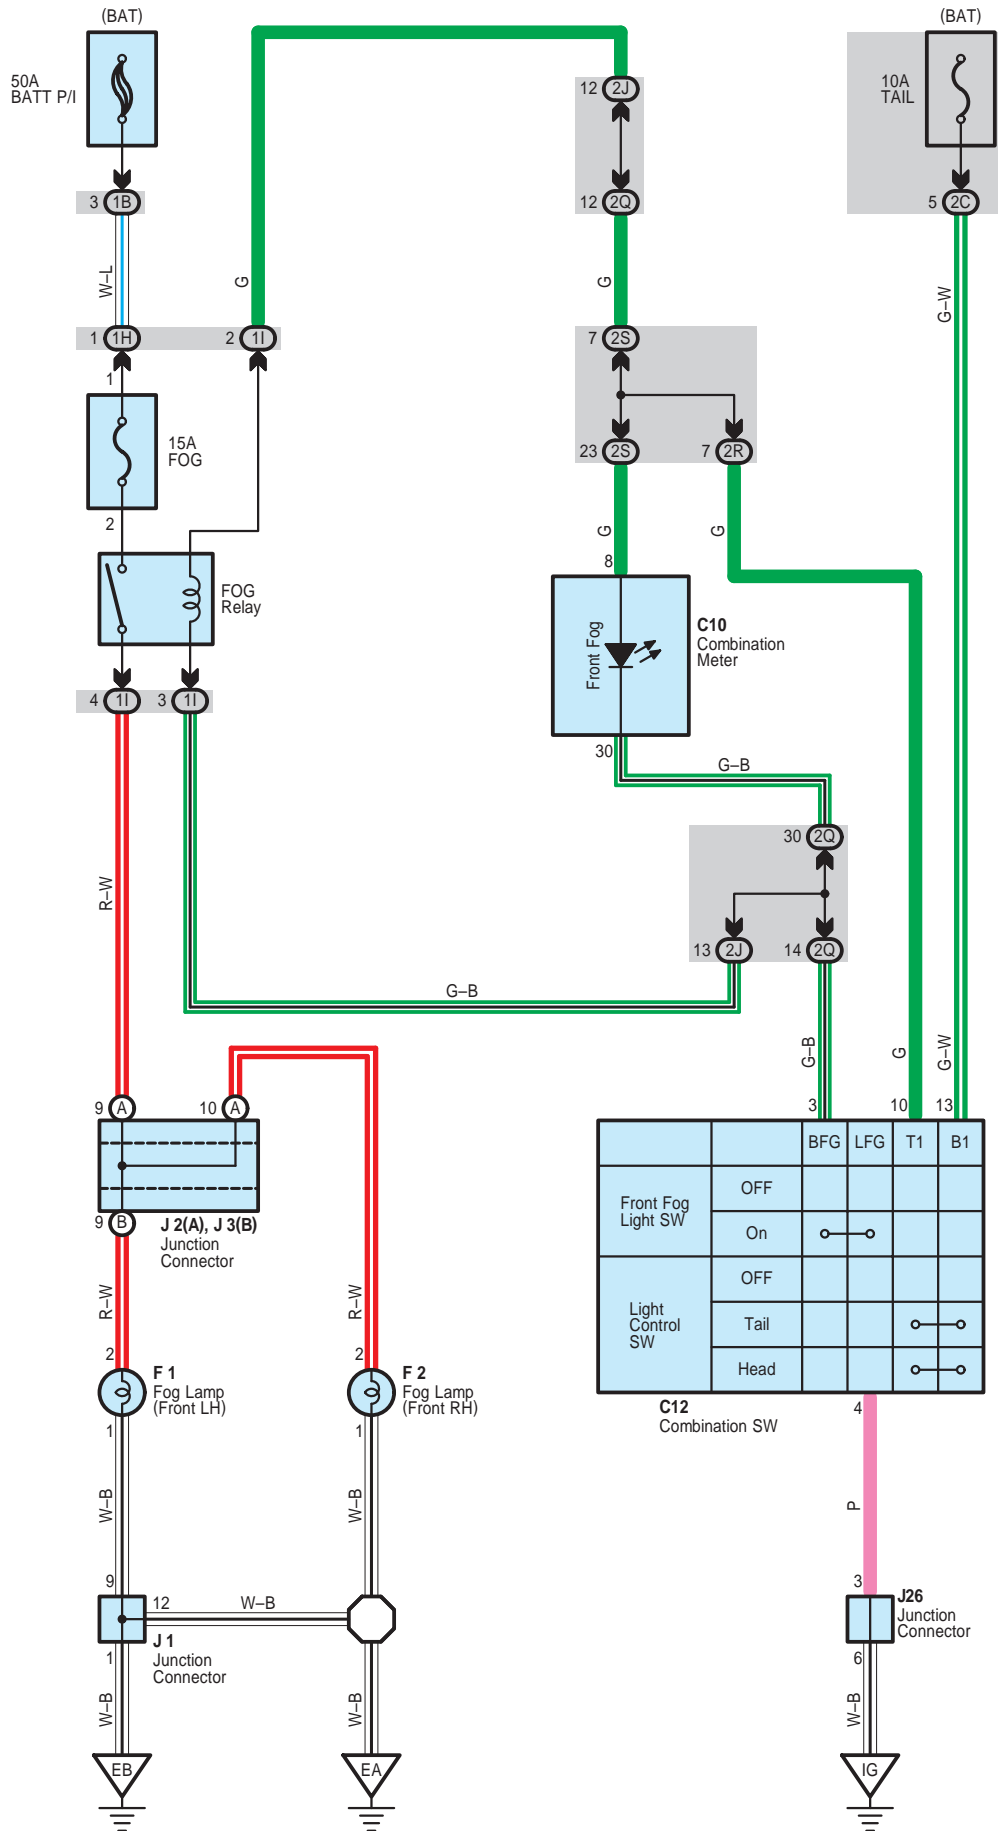 (BAT)
(BAT)
50A
BATT P/I
12 2J
10A
TAIL
3 1B
12 2Q
5 2C
W–L
G
G
G–W
1 1H
2 1I
7 2S
1
15A
FOG
23 2S
7 2R
2
G
G
8
FOG
Relay
Front Fog
C10
Combination
Meter
4 1I
3 1I
30
G–B
30 2Q
R–W
13 2J
14 2Q
G–B
G–B
G
G–W
9 A
10 A
3
10
13
BFG
LFG
T1
B1
Front Fog
Light SW
OFF
On
9 B
J 2(A), J 3(B)
Junction
Connector
OFF
R–W
R–W
Light
Control
SW
Tail
Head
2
F 1
Fog Lamp
(Front LH)
2
F 2
Fog Lamp
(Front RH)
C12
Combination SW
4
1
1
W–B
W–B
P
9
12
W–B
3
J26
Junction
Connector
J 1
Junction
Connector
1
6
W–B
W–B
W–B
EB
EA
IG